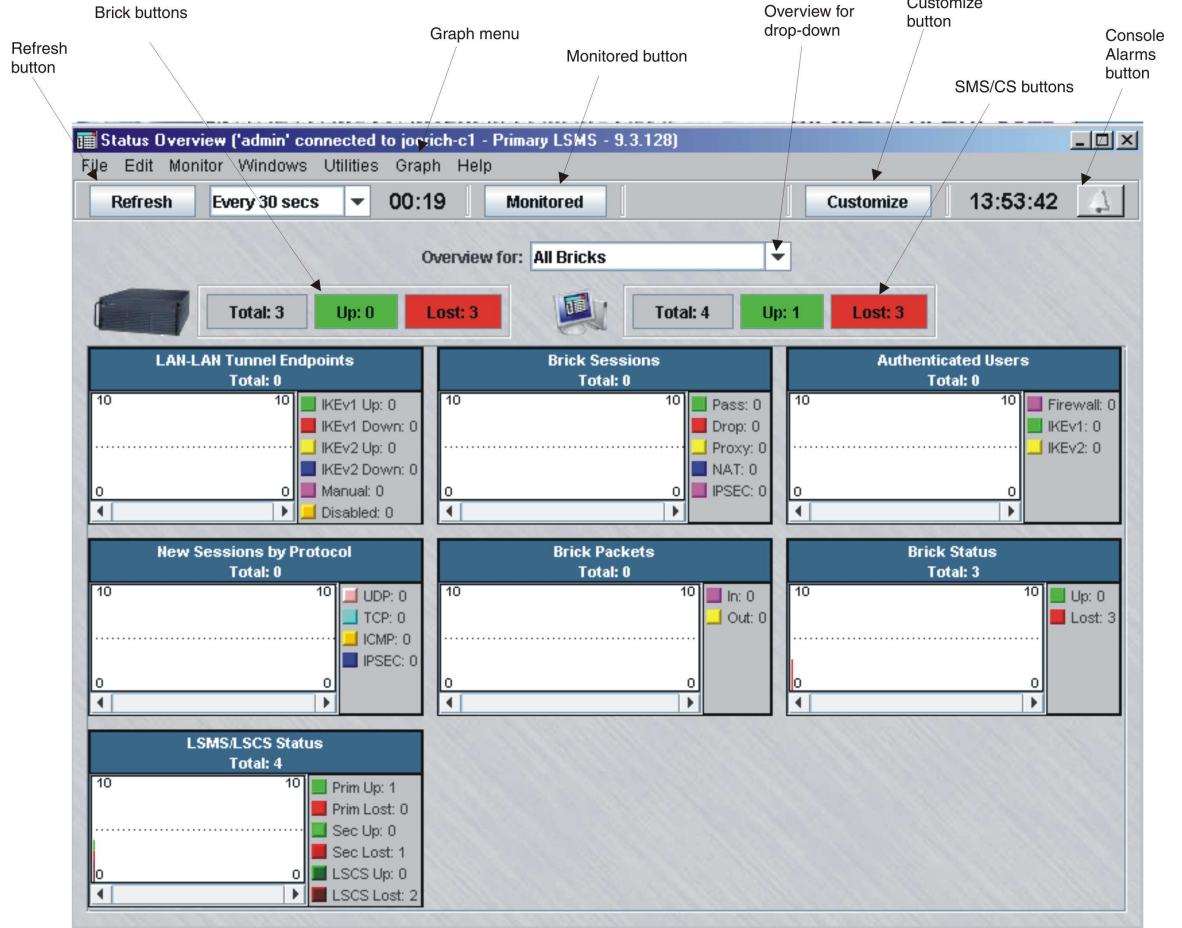 Brick buttons
Refresh
button
Graph menu
Monitored button
Overview for
drop-down
Customize
button
SMS/CS buttons
Console
Alarms
button
Status Overview ('admin' connected to jogrich-c1 - Primary LSMS - 9.3.128)
File Edit Monitor Windows Utilities Graph Help
Refresh Every 30 secs 00:19 Monitored Customize 13:53:42
Overview for: All Bricks
Total: 3 Up: 0 Lost: 3 Total: 4 Up: 1 Lost: 3
LAN-LAN Tunnel Endpoints
Total: 0
10 10
0 0
IKEv1 Up: 0
IKEv1 Down: 0
IKEv2 Up: 0
IKEv2 Down: 0
Manual: 0
Disabled: 0
Brick Sessions
Total: 0
10 10
0 0
Pass: 0
Drop: 0
Proxy: 0
NAT: 0
IPSEC: 0
Authenticated Users
Total: 0
10 10
0 0
Firewall: 0
IKEv1: 0
IKEv2: 0
New Sessions by Protocol
Total: 0
10 10
0 0
UDP: 0
TCP: 0
ICMP: 0
IPSEC: 0
Brick Packets
Total: 0
10 10
0 0
In: 0
Out: 0
Brick Status
Total: 3
10 10
0 0
Up: 0
Lost: 3
LSMS/LSCS Status
Total: 4
10 10
0 0
Prim Up: 1
Prim Lost: 0
Sec Up: 0
Sec Lost: 1
LSCS Up: 0
LSCS Lost: 2